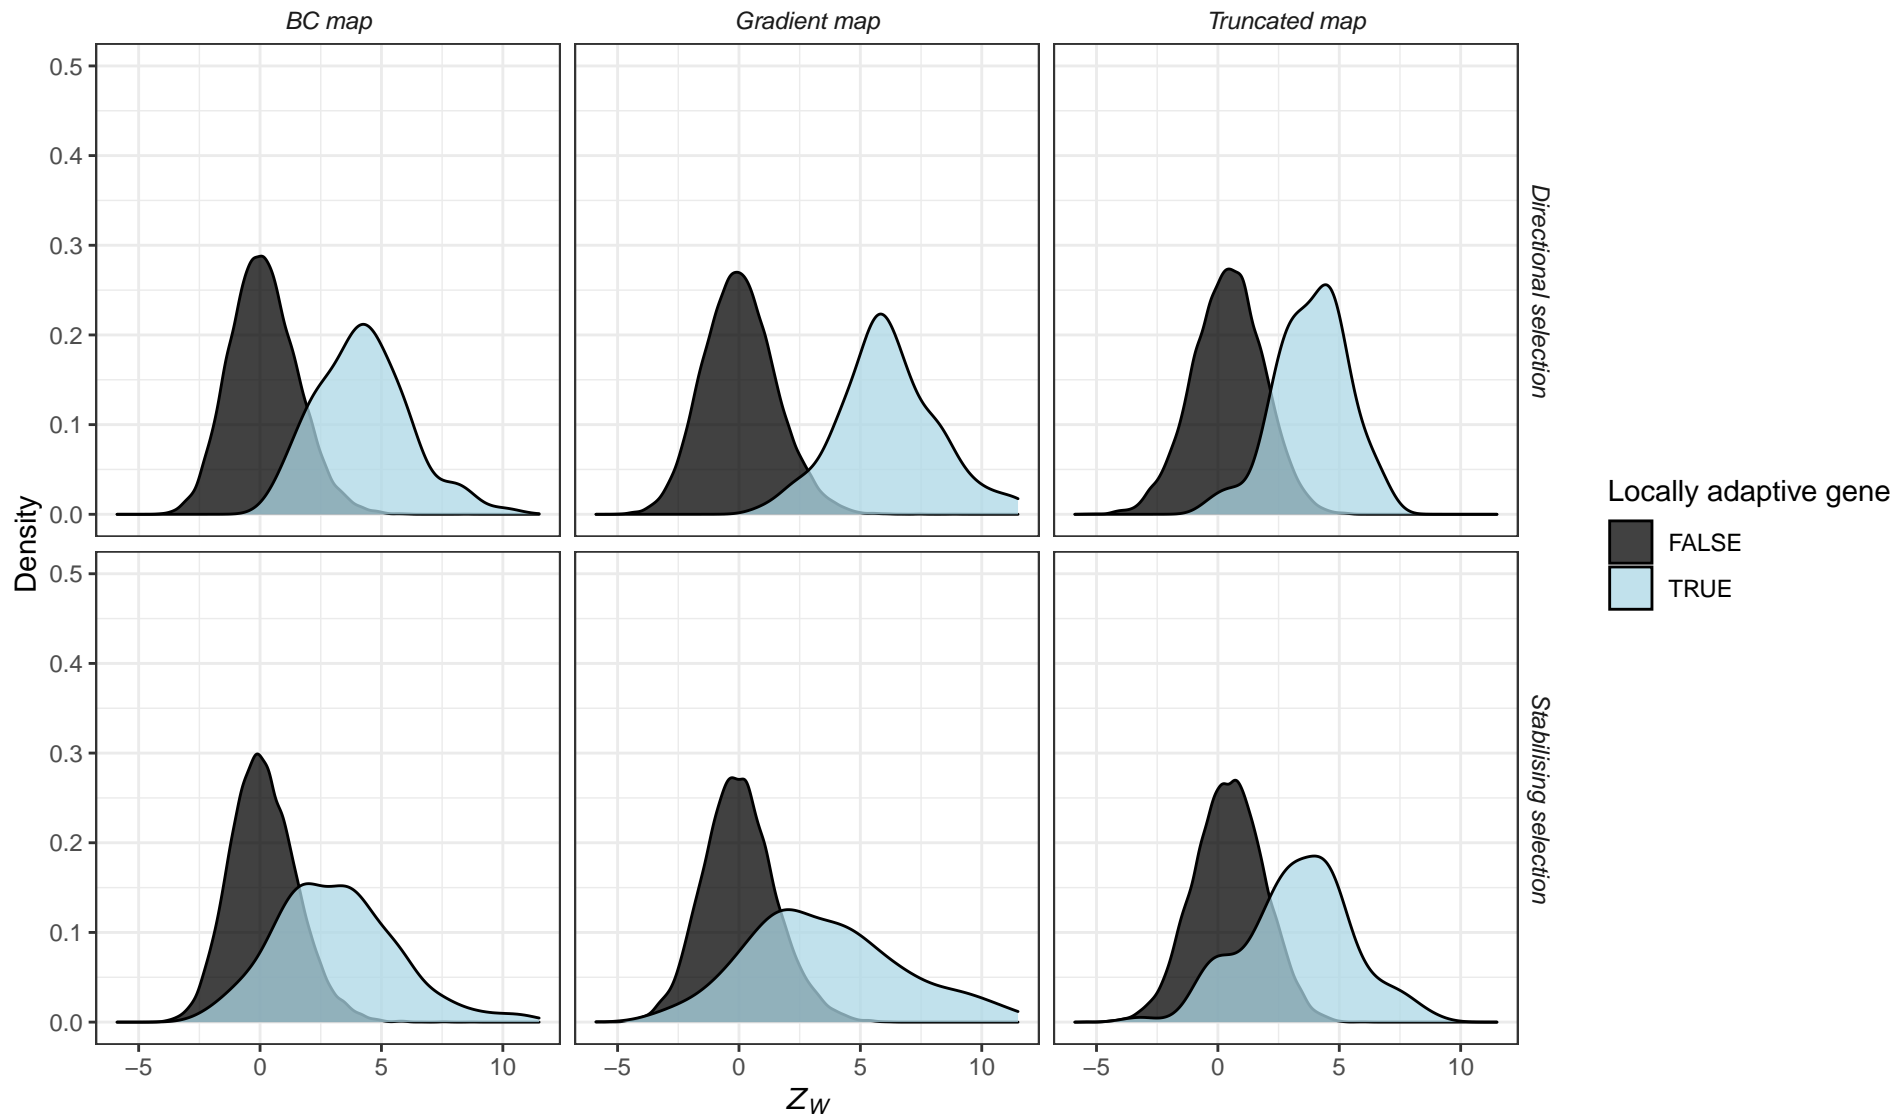 BC map
Gradient map
Truncated map
0.5
0.4
0.3
0.2
0.1
0.0
Directional selection
0.5
0.4
0.3
0.2
0.1
0.0
Stabilising selection
Density
−5 0 5 10
−5 0 5 10
−5 0 5 10
Z_W
Locally adaptive gene
FALSE
TRUE